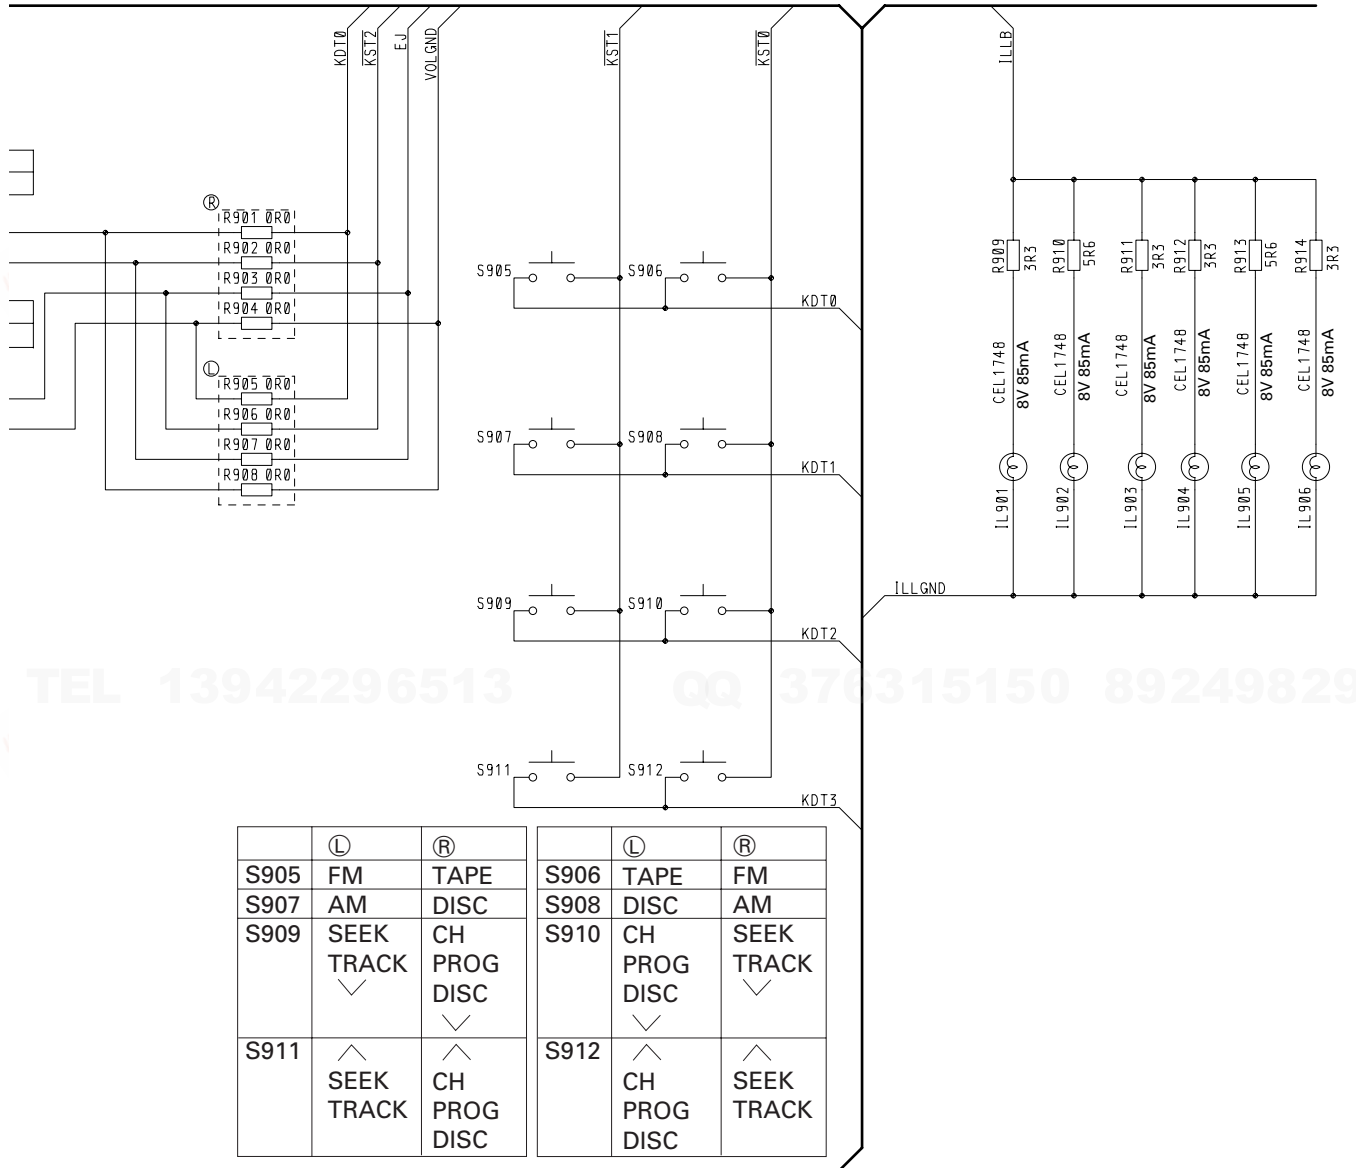 KDT0
KST2
EJ
VOLGND
KST1
KST0
ILLB
Ⓡ
R901 0R0
R902 0R0
R903 0R0
R904 0R0
Ⓛ
R905 0R0
R906 0R0
R907 0R0
R908 0R0
S905
S906
KDT0
S907
S908
KDT1
S909
S910
KDT2
S911
S912
KDT3
R909 3R3
R910 5R6
R911 3R3
R912 3R3
R913 5R6
R914 3R3
CEL1748 8V 85mA
CEL1748 8V 85mA
CEL1748 8V 85mA
CEL1748 8V 85mA
CEL1748 8V 85mA
CEL1748 8V 85mA
IL901
IL902
IL903
IL904
IL905
IL906
ILLGND
TEL 13942296513 QQ 376315150 89249829
Ⓛ Ⓡ
S905 FM TAPE
S907 AM DISC
S909 SEEK CH
TRACK PROG
DISC
S911
SEEK CH
TRACK PROG
DISC
Ⓛ Ⓡ
S906 TAPE FM
S908 DISC AM
S910 CH SEEK
PROG TRACK
DISC
S912
CH SEEK
PROG TRACK
DISC